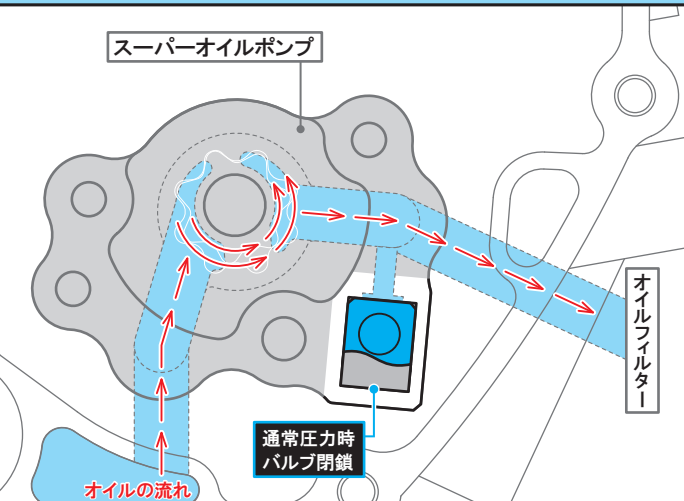 スーパーオイルポンプ
オイルフィルター
通常圧力時
バルブ閉鎖
オイルの流れ